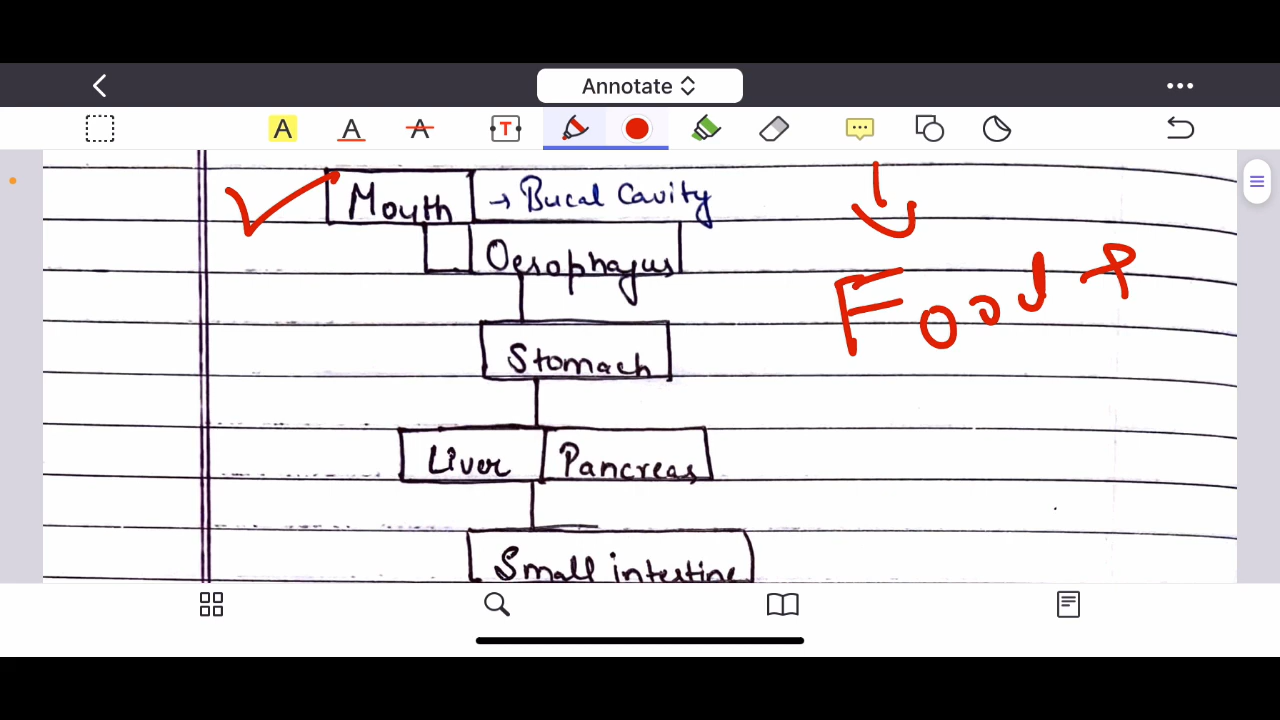 Annotate
A A A T
Mouth → Bucal Cavity
Oesophagus
Food &
Stomach
Liver Pancreas
Small intestine